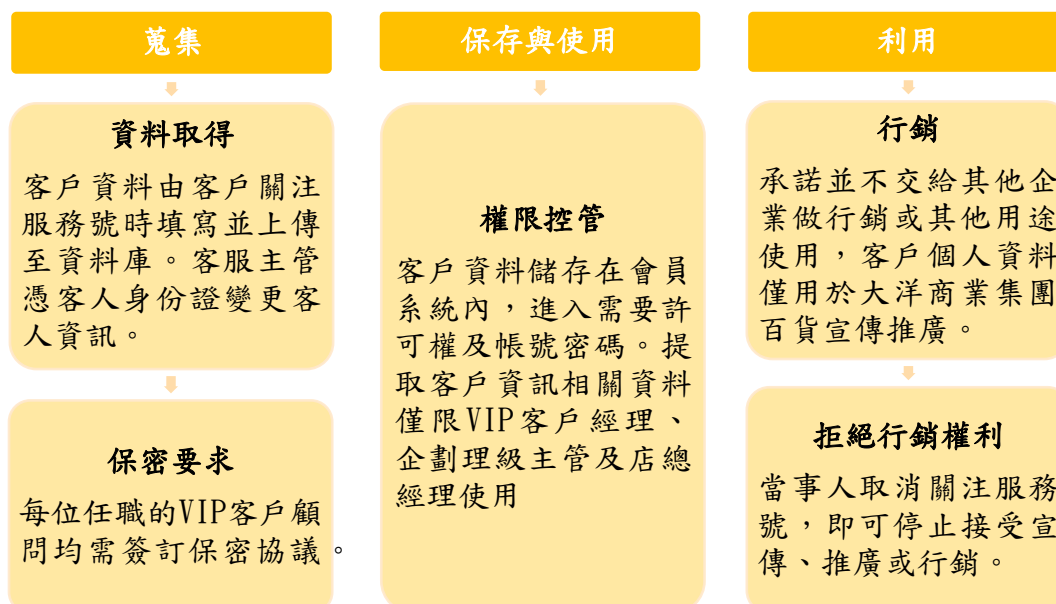 蒐集
資料取得
客戶資料由客戶關注
服務號時填寫並上傳
至資料庫。客服主管
憑客人身份證變更客
人資訊。
保密要求
每位任職的VIP客戶顧
問均需簽訂保密協議。
保存與使用
權限控管
客戶資料儲存在會員
系統內，進入需要許
可權及帳號密碼。提
取客戶資訊相關資料
僅限VIP客戶經理、
企劃理級主管及店總
經理使用
利用
行銷
承諾並不交給其他企
業做行銷或其他用途
使用，客戶個人資料
僅用於大洋商業集團
百貨宣傳推廣。
拒絕行銷權利
當事人取消關注服務
號，即可停止接受宣
傳、推廣或行銷。